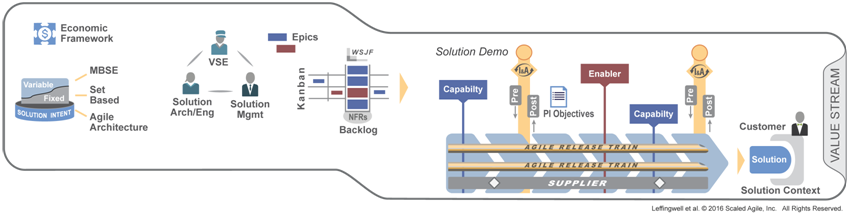 Economic
Framework
Variable
Fixed
SOLUTION INTENT
MBSE
Set
Based
Agile
Architecture
VSE
Solution
Arch/Eng
Solution
Mgmt
Epics
WSJF
Kanban
NFRs
Backlog
Solution Demo
Capabilty
Pre
I&A
Post
PI Objectives
Enabler
Capabilty
Pre
I&A
Post
AGILE RELEASE TRAIN
AGILE RELEASE TRAIN
SUPPLIER
Customer
Solution
Solution Context
VALUE STREAM
Leffingwell et al. © 2016 Scaled Agile, Inc. All Rights Reserved.